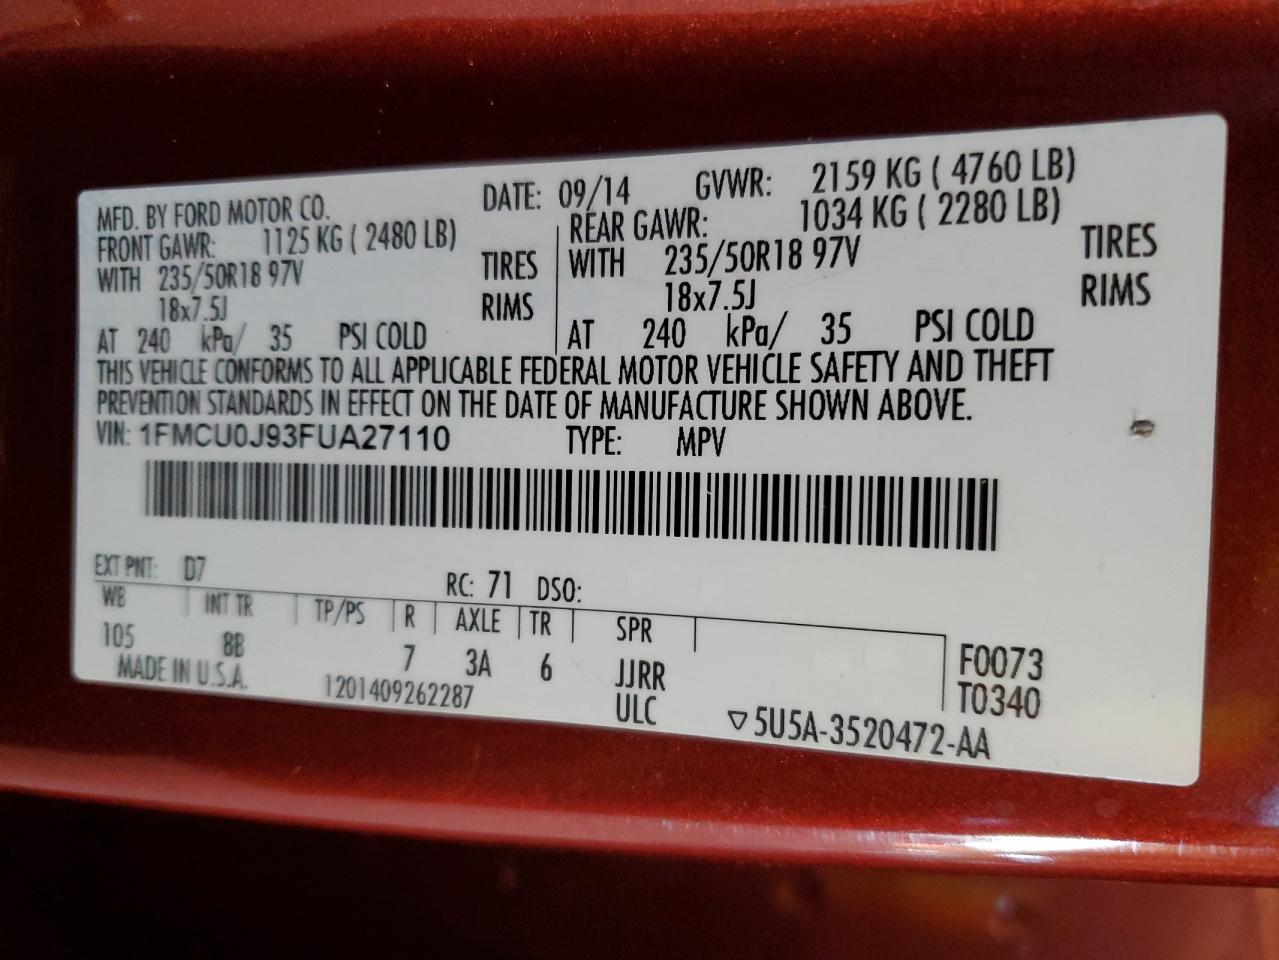 MFD. BY FORD MOTOR CO. DATE: 09/14 GVWR: 2159 KG ( 4760 LB)
FRONT GAWR: 1125 KG ( 2480 LB) REAR GAWR: 1034 KG ( 2280 LB)
WITH 235/50R18 97V TIRES WITH 235/50R18 97V TIRES
18x7.5J RIMS 18x7.5J RIMS
AT 240 kPa/ 35 PSI COLD AT 240 kPa/ 35 PSI COLD
THIS VEHICLE CONFORMS TO ALL APPLICABLE FEDERAL MOTOR VEHICLE SAFETY AND THEFT
PREVENTION STANDARDS IN EFFECT ON THE DATE OF MANUFACTURE SHOWN ABOVE.
VIN: 1FMCU0J93FUA27110 TYPE: MPV
EXT PNT: D7 RC: 71 DSO:
WB INT TR TP/PS R AXLE TR SPR
105 8B 7 3A 6 JJRR F0073
MADE IN U.S.A. 1201409262287 ULC T0340
▽5U5A-3520472-AA